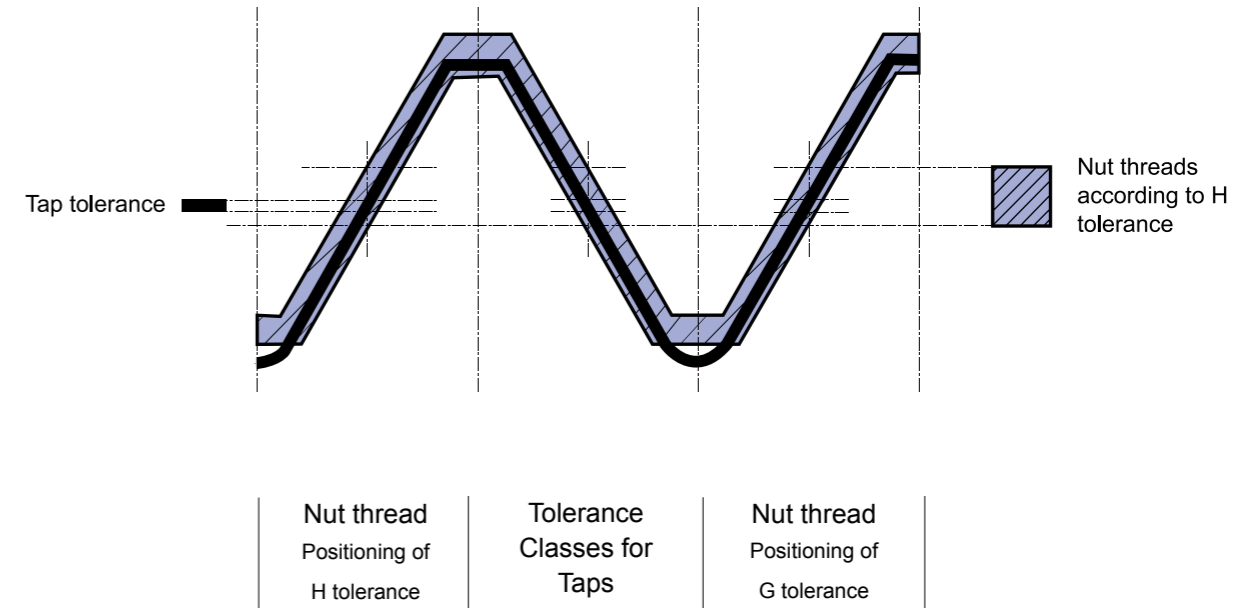 Tap tolerance
Nut threads
according to H
tolerance
Nut thread
Positioning of
H tolerance
Tolerance
Classes for
Taps
Nut thread
Positioning of
G tolerance